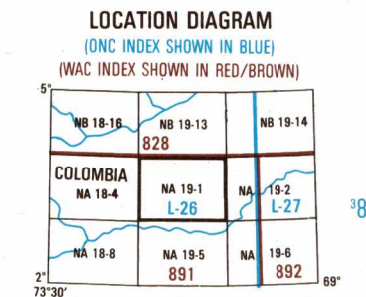 LOCATION DIAGRAM
(ONC INDEX SHOWN IN BLUE)
(WAC INDEX SHOWN IN RED/BROWN)
5°
NB 18-16 NB 19-13 NB 19-14
828
COLOMBIA
NA 18-4 NA 19-1 NA 19-2
L-26 L-27
38
NA 18-8 NA 19-5 NA 19-6
891 892
2° 69°
73°30'